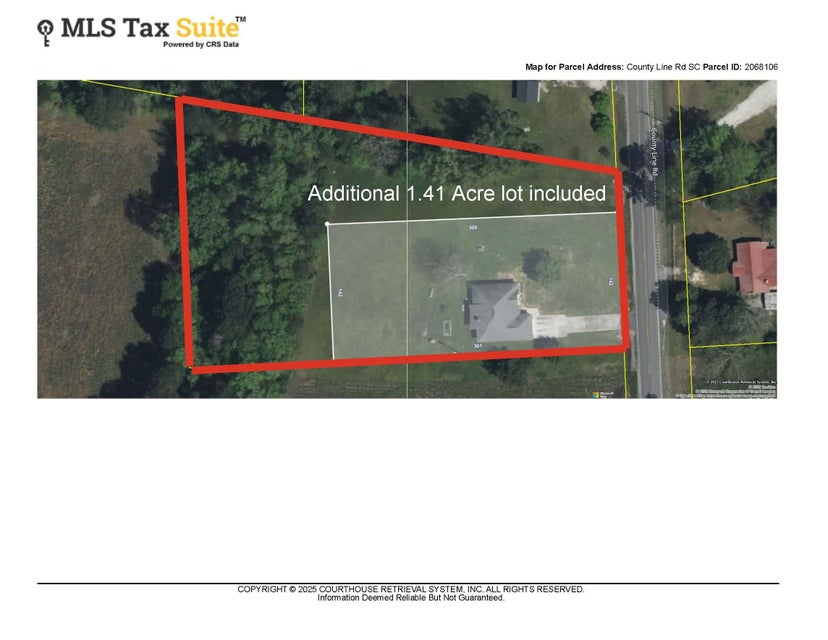 MLS Tax Suite™
Powered by CRS Data
Map for Parcel Address: County Line Rd SC Parcel ID: 2068106
County Line Rd
Additional 1.41 Acre lot included
300
142
142
301
COPYRIGHT © 2025 COURTHOUSE RETRIEVAL SYSTEM, INC. ALL RIGHTS RESERVED.
Information Deemed Reliable But Not Guaranteed.